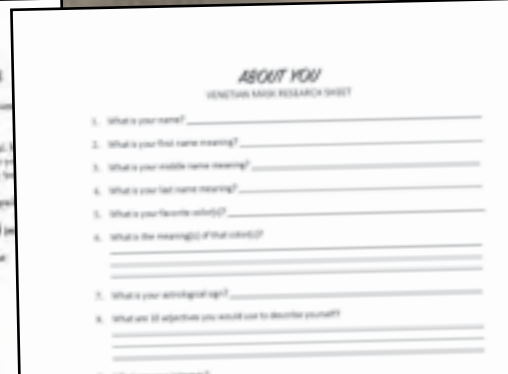 ABOUT YOU
VENETIAN MASK RESEARCH SHEET
1. What is your name?
2. What is your first name meaning?
3. What is your middle name meaning?
4. What is your last name meaning?
5. What is your favorite color(s)?
6. What is the meaning(s) of that color(s)?
7. What is your astrological sign?
8. What are 10 adjectives you would use to describe yourself?